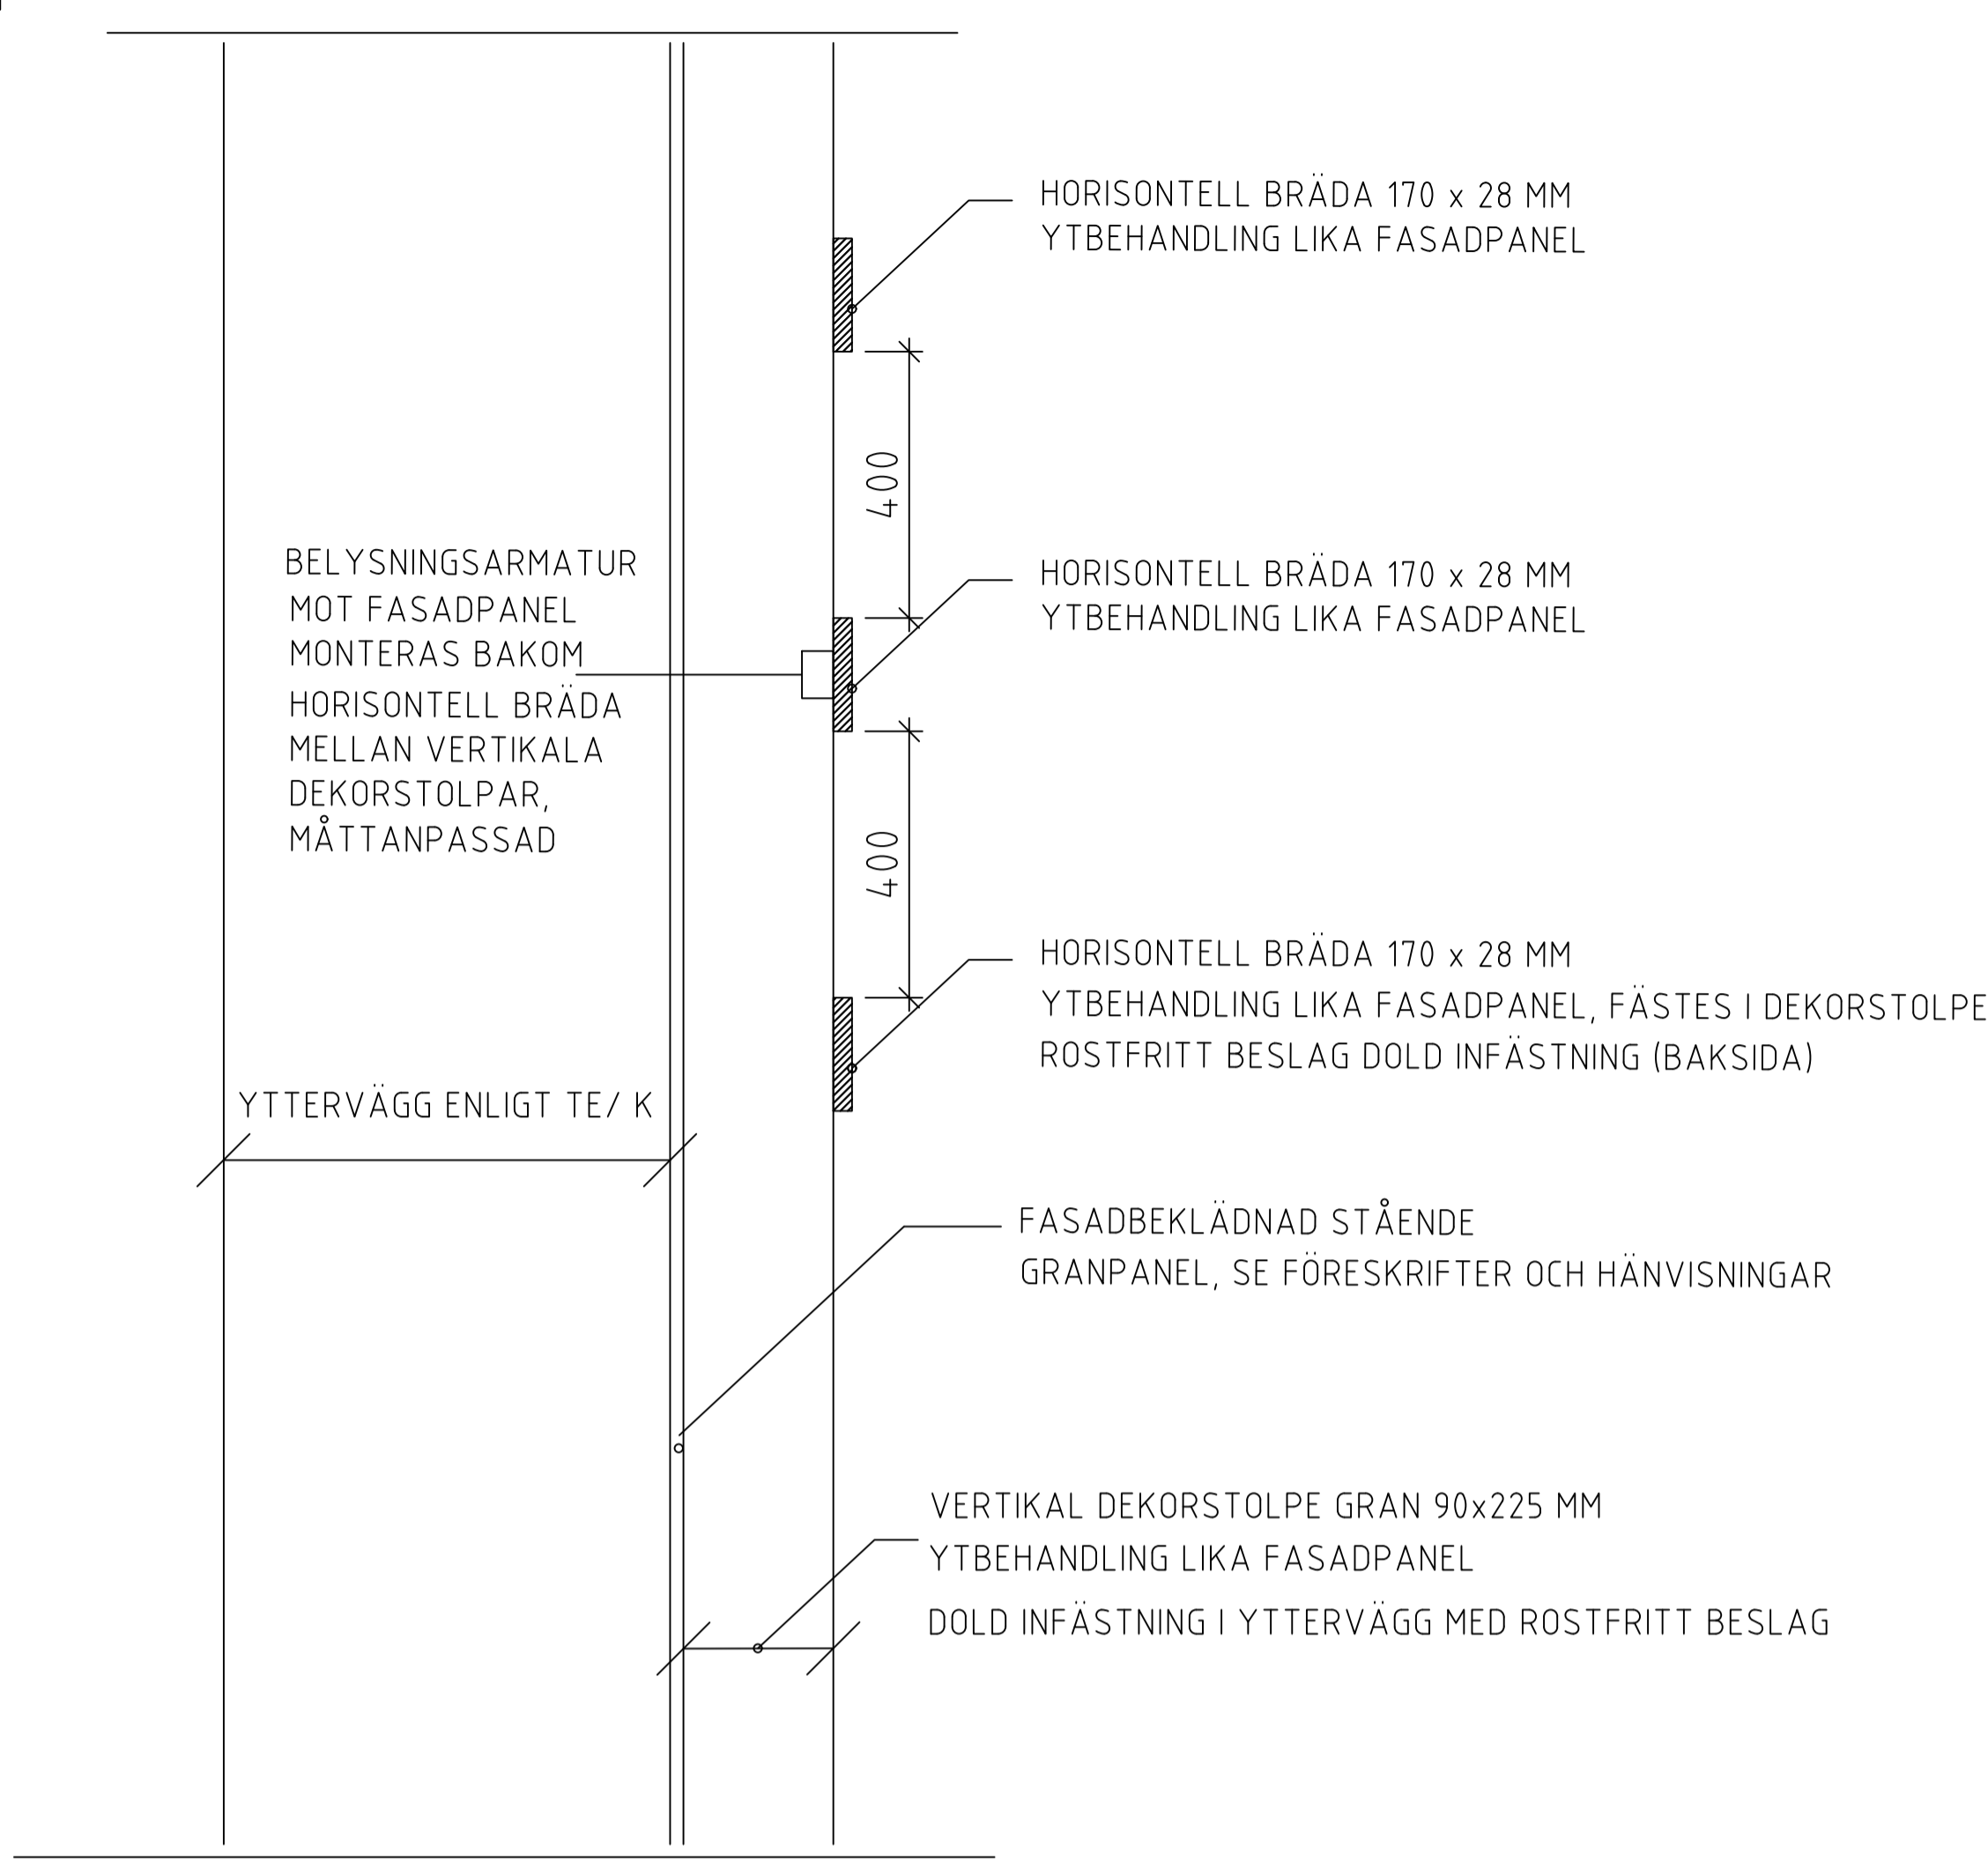 HORISONTELL BRÄDA 170 x 28 MM
YTBEHANDLING LIKA FASADPANEL
400
BELYSNINGSARMATUR
MOT FASADPANEL
MONTERAS BAKOM
HORISONTELL BRÄDA
MELLAN VERTIKALA
DEKORSTOLPAR,
MÅTTANPASSAD
HORISONTELL BRÄDA 170 x 28 MM
YTBEHANDLING LIKA FASADPANEL
400
HORISONTELL BRÄDA 170 x 28 MM
YTBEHANDLING LIKA FASADPANEL, FÄSTES I DEKORSTOLPE
ROSTFRITT BESLAG DOLD INFÄSTNING (BAKSIDA)
YTTERVÄGG ENLIGT TE/ K
FASADBEKLÄDNAD STÅENDE
GRANPANEL, SE FÖRESKRIFTER OCH HÄNVISNINGAR
VERTIKAL DEKORSTOLPE GRAN 90x225 MM
YTBEHANDLING LIKA FASADPANEL
DOLD INFÄSTNING I YTTERVÄGG MED ROSTFRITT BESLAG